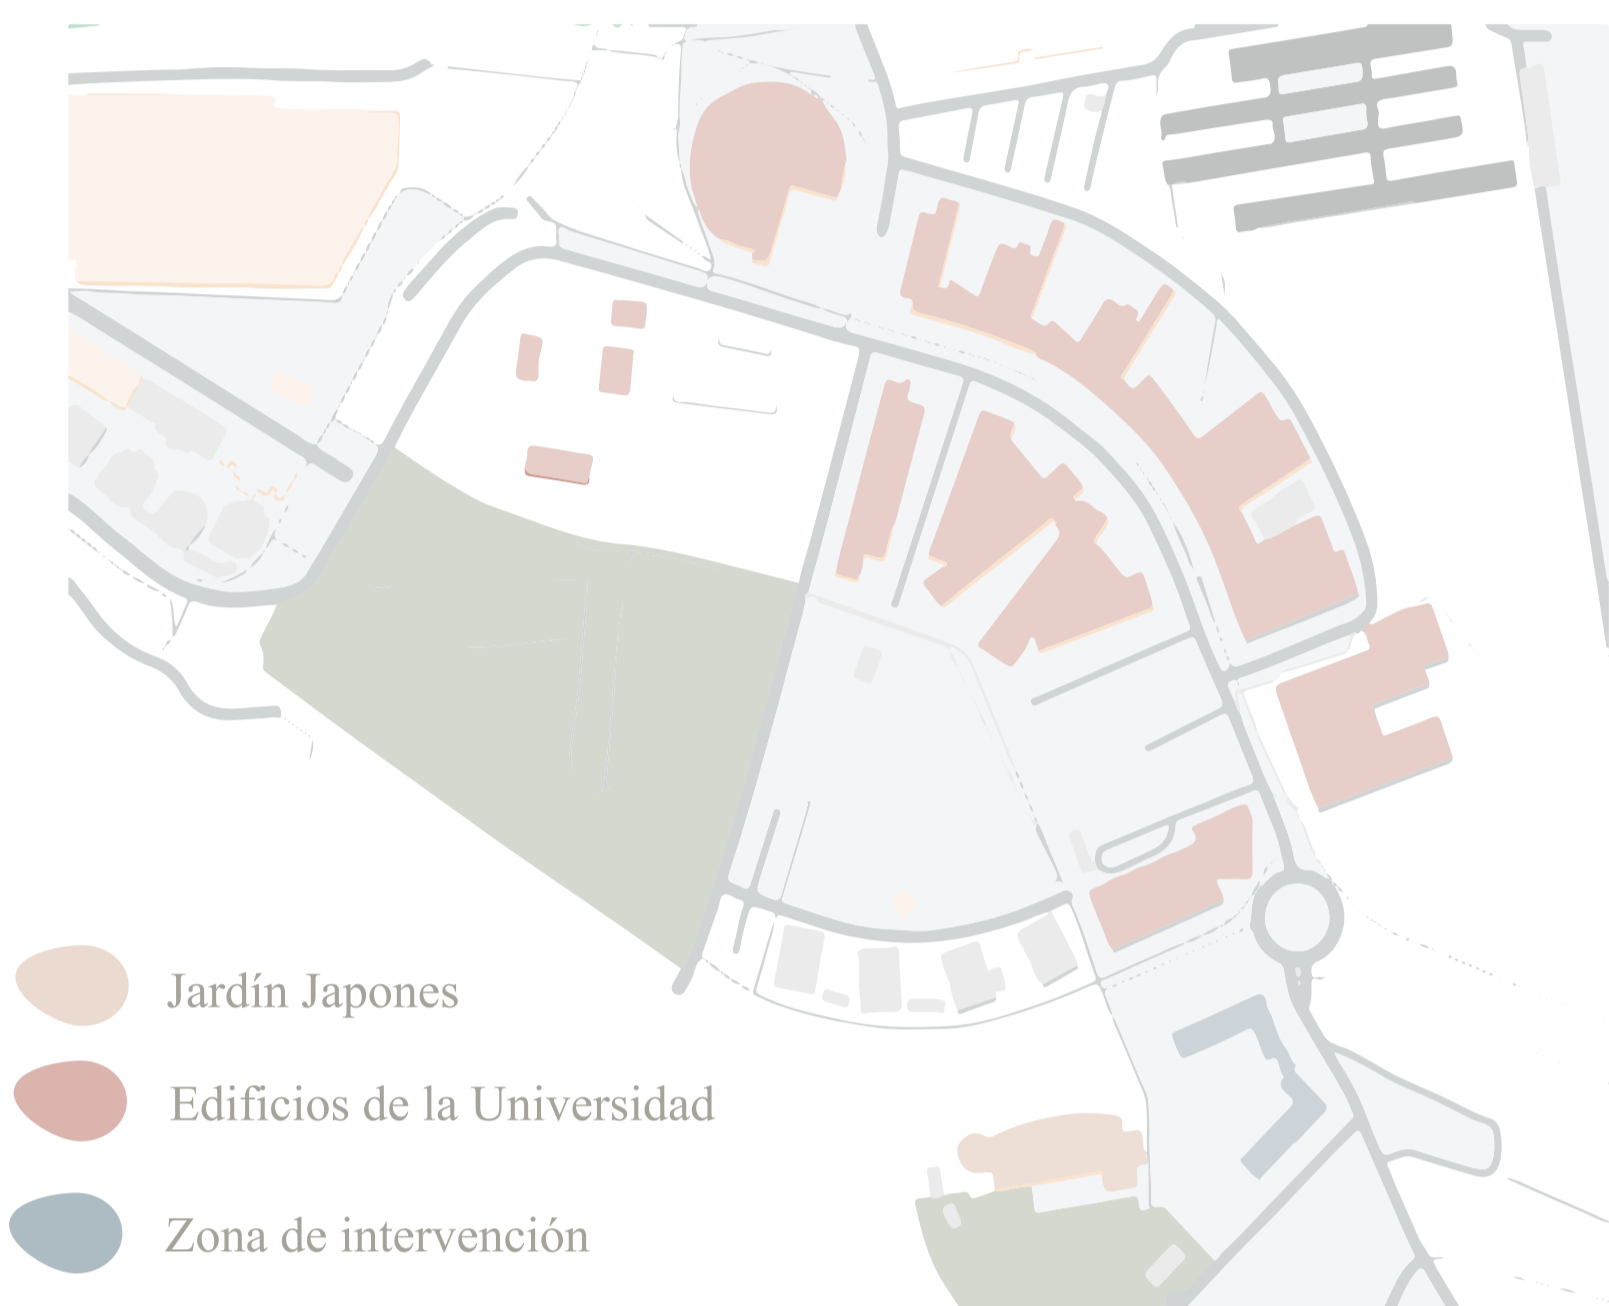 Jardín Japones
Edificios de la Universidad
Zona de intervención